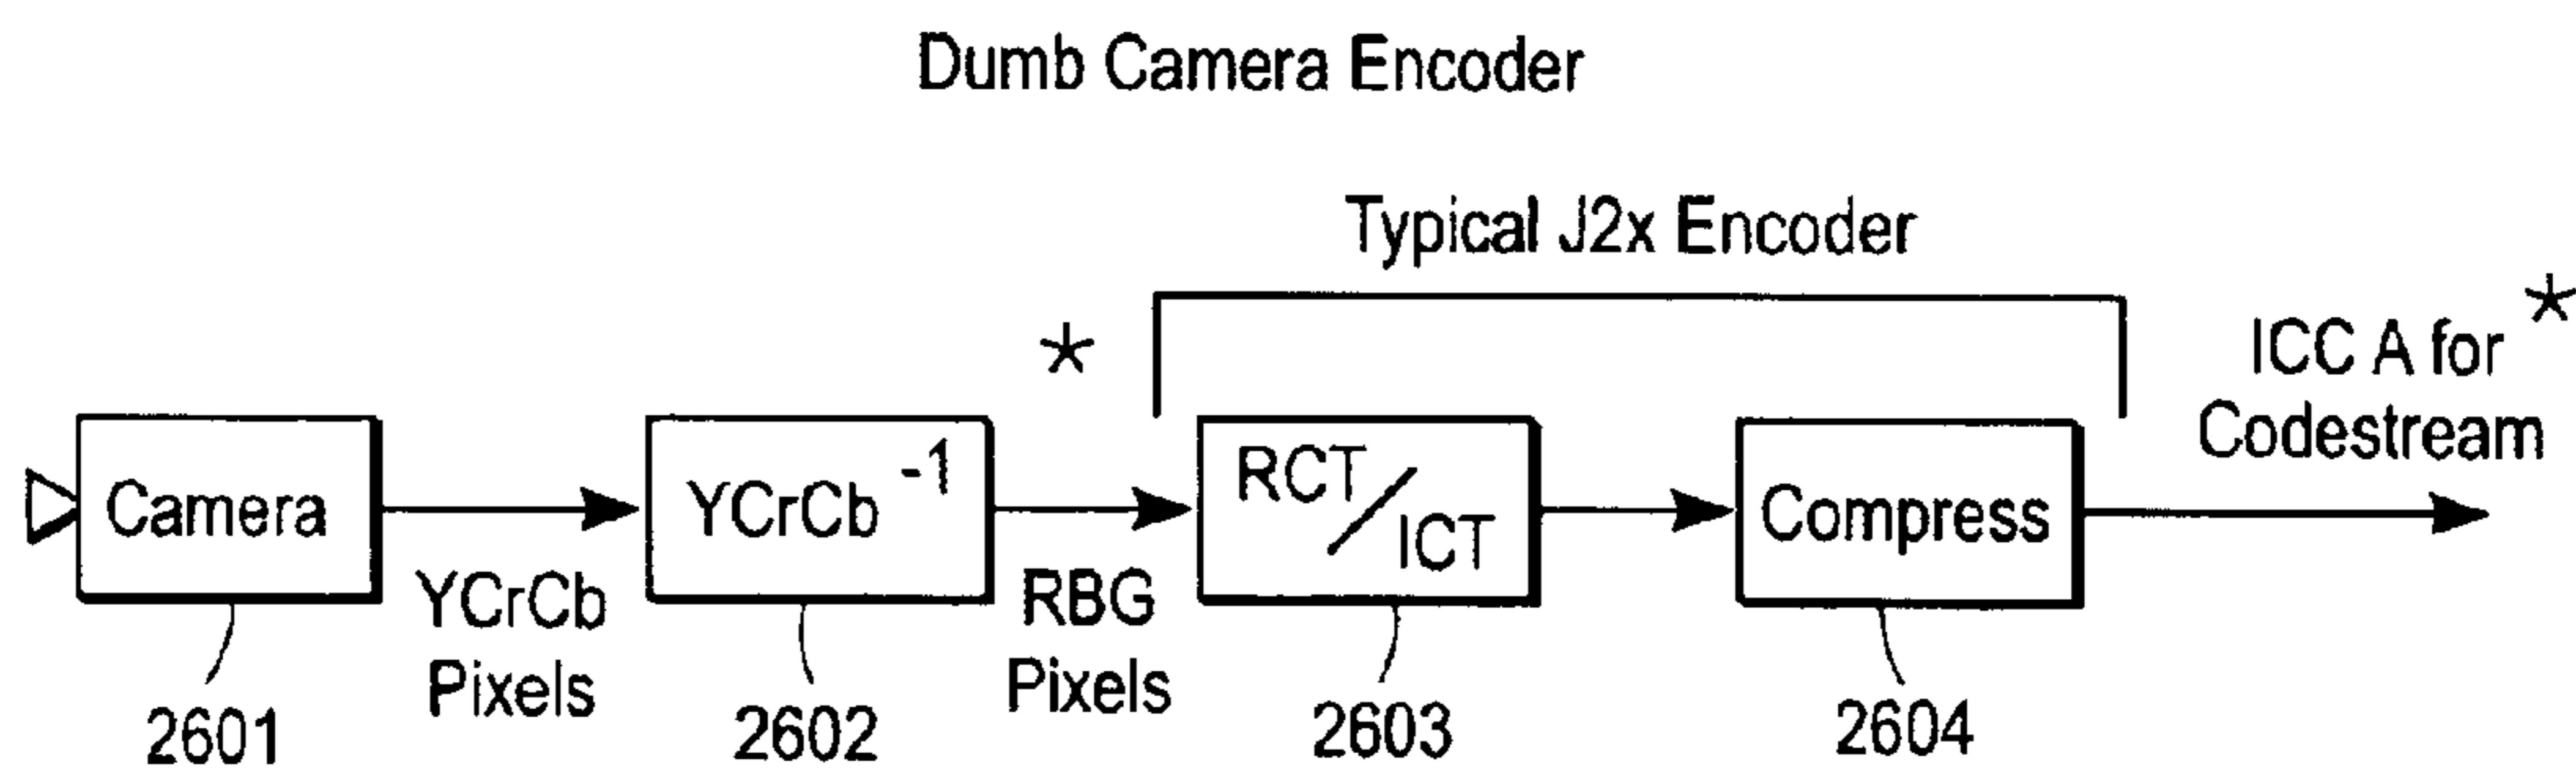 Dumb Camera Encoder
Typical J2x Encoder
*
ICC A for *
Codestream
Camera
YCrCb
Pixels
YCrCb -1
RBG
Pixels
RCT/ICT
Compress
2601
2602
2603
2604